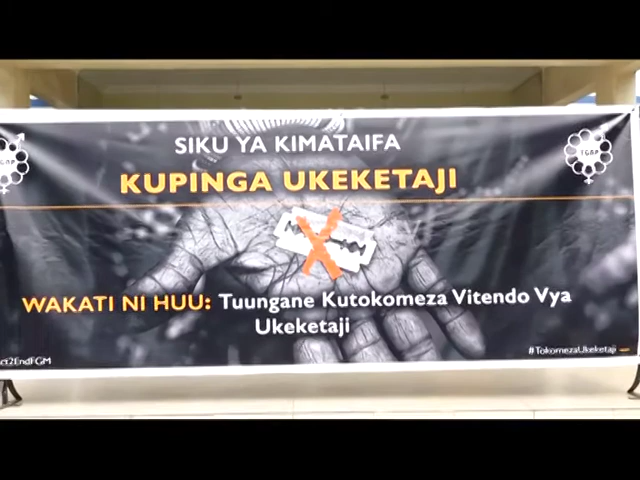 SIKU YA KIMATAIFA
KUPINGA UKEKETAJI
WAKATI NI HUU: Tuungane Kutokomeza Vitendo Vya
Ukeketaji
#TokomezaUkeketaji